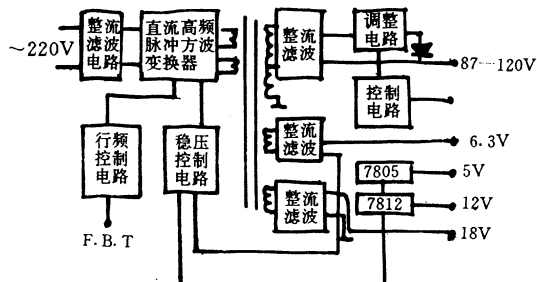 ～220V
整流
滤波
电路
直流高频
脉冲方波
变换器
整流
滤波
调整
电路
87—120V
控制
电路
行频
控制
电路
稳压
控制
电路
整流
滤波
6.3V
7805
5V
整流
滤波
7812
12V
18V
F.B.T